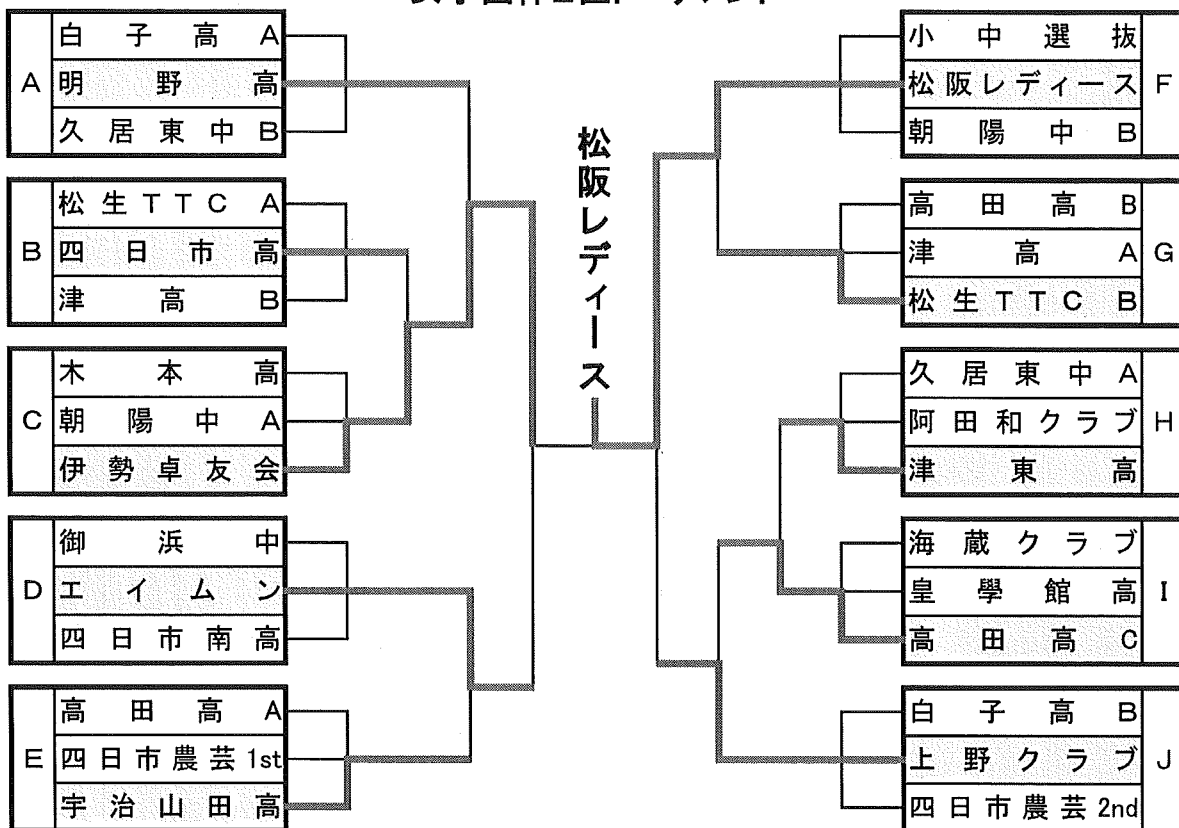 A
白子高A
明野高
久居東中B
B
松生TTC A
四日市高
津高B
C
木本高
朝陽中A
伊勢卓友会
D
御浜中
エイムン
四日市南高
E
高田高A
四日市農芸1st
宇治山田高
松阪レディース
小中選抜
松阪レディース
朝陽中B
F
高田高B
津高A
松生TTC B
G
久居東中A
阿田和クラブ
津東高
H
海蔵クラブ
皇學館高
高田高C
I
白子高B
上野クラブ
四日市農芸2nd
J